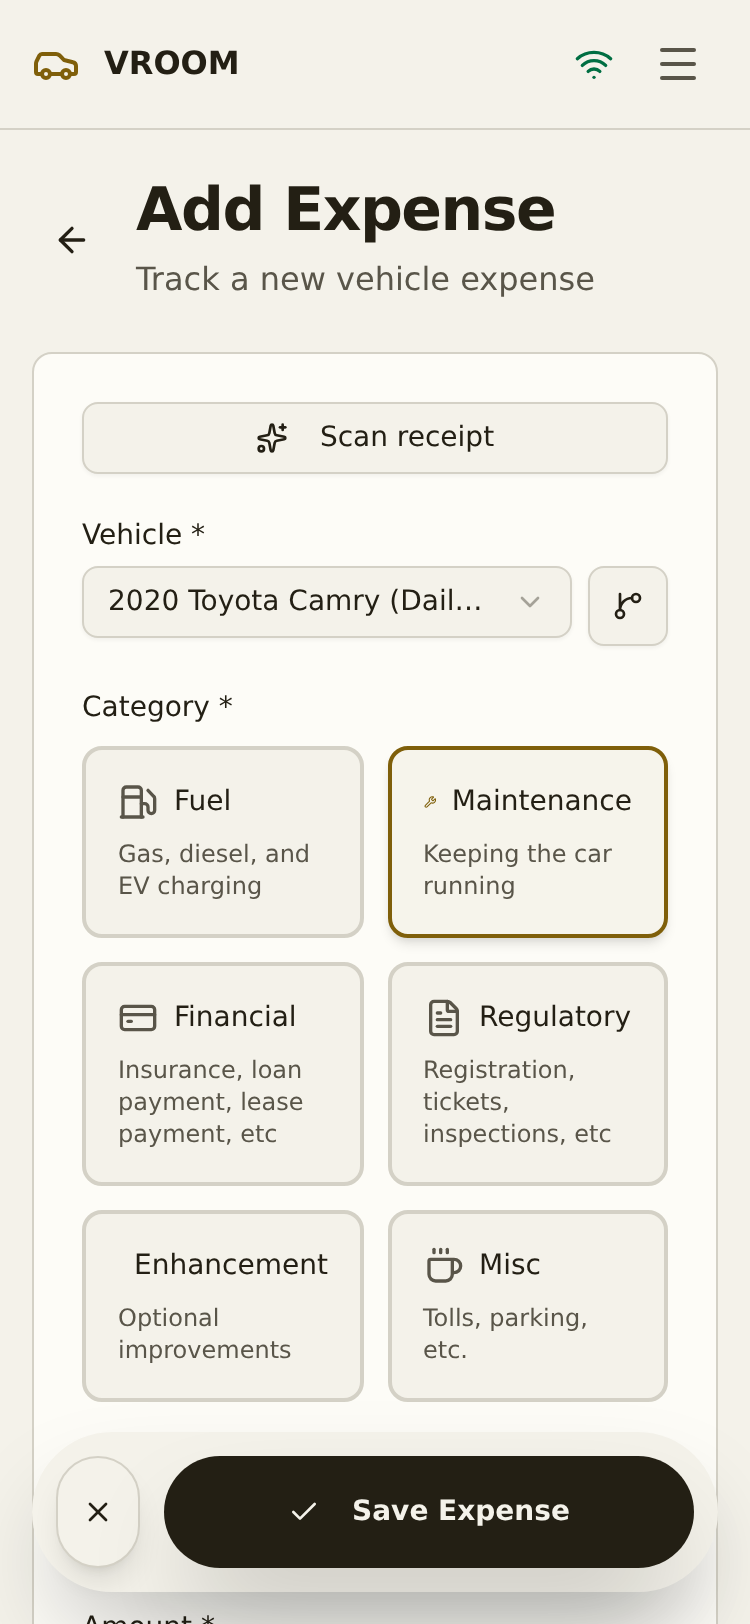 VROOM
Add Expense
Track a new vehicle expense
Scan receipt
Vehicle *
2020 Toyota Camry (Dail...
Category *
Fuel
Gas, diesel, and
EV charging
Maintenance
Keeping the car
running
Financial
Insurance, loan
payment, lease
payment, etc
Regulatory
Registration,
tickets,
inspections, etc
Enhancement
Optional
improvements
Misc
Tolls, parking,
etc.
Save Expense
Amount *